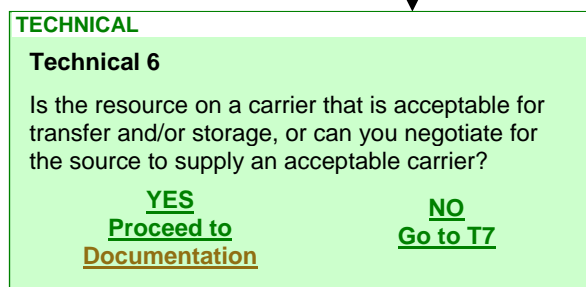 TECHNICAL
Technical 6
Is the resource on a carrier that is acceptable for
transfer and/or storage, or can you negotiate for
the source to supply an acceptable carrier?
YES
Proceed to
Documentation
NO
Go to T7